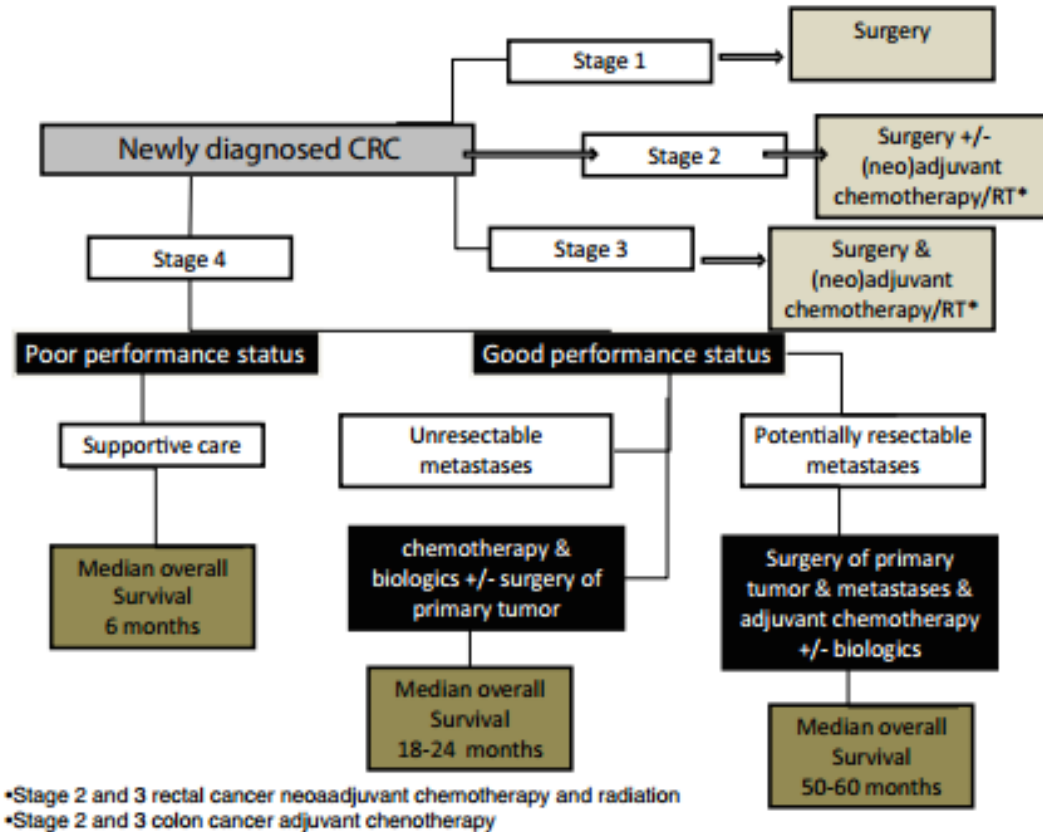 Surgery
Stage 1
Newly diagnosed CRC
Stage 2
Surgery +/-
(neo)adjuvant
chemotherapy/RT*
Stage 3
Surgery &
(neo)adjuvant
chemotherapy/RT*
Stage 4
Poor performance status
Good performance status
Supportive care
Unresectable
metastases
Potentially resectable
metastases
Median overall
Survival
6 months
chemotherapy &
biologics +/- surgery of
primary tumor
Surgery of primary
tumor & metastases &
adjuvant chemotherapy
+/- biologics
Median overall
Survival
18-24 months
Median overall
Survival
50-60 months
•Stage 2 and 3 rectal cancer neoaadjuvant chemotherapy and radiation
•Stage 2 and 3 colon cancer adjuvant chenotherapy